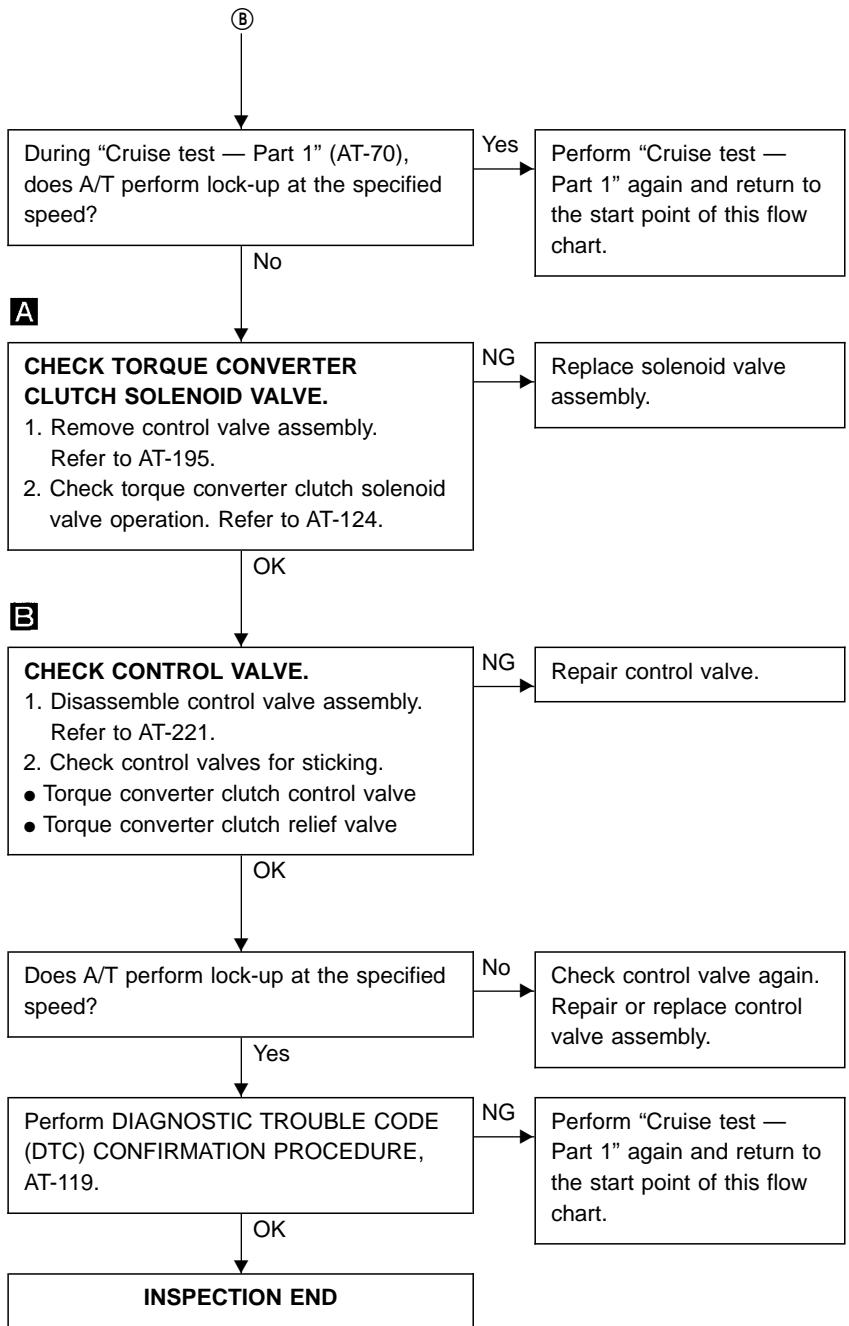 Ⓑ
During “Cruise test — Part 1” (AT-70),
does A/T perform lock-up at the specified
speed?
Yes
Perform “Cruise test —
Part 1” again and return to
the start point of this flow
chart.
No
A
CHECK TORQUE CONVERTER
CLUTCH SOLENOID VALVE.
1. Remove control valve assembly.
Refer to AT-195.
2. Check torque converter clutch solenoid
valve operation. Refer to AT-124.
NG
Replace solenoid valve
assembly.
OK
B
CHECK CONTROL VALVE.
1. Disassemble control valve assembly.
Refer to AT-221.
2. Check control valves for sticking.
● Torque converter clutch control valve
● Torque converter clutch relief valve
NG
Repair control valve.
OK
Does A/T perform lock-up at the specified
speed?
No
Check control valve again.
Repair or replace control
valve assembly.
Yes
Perform DIAGNOSTIC TROUBLE CODE
(DTC) CONFIRMATION PROCEDURE,
AT-119.
NG
Perform “Cruise test —
Part 1” again and return to
the start point of this flow
chart.
OK
INSPECTION END